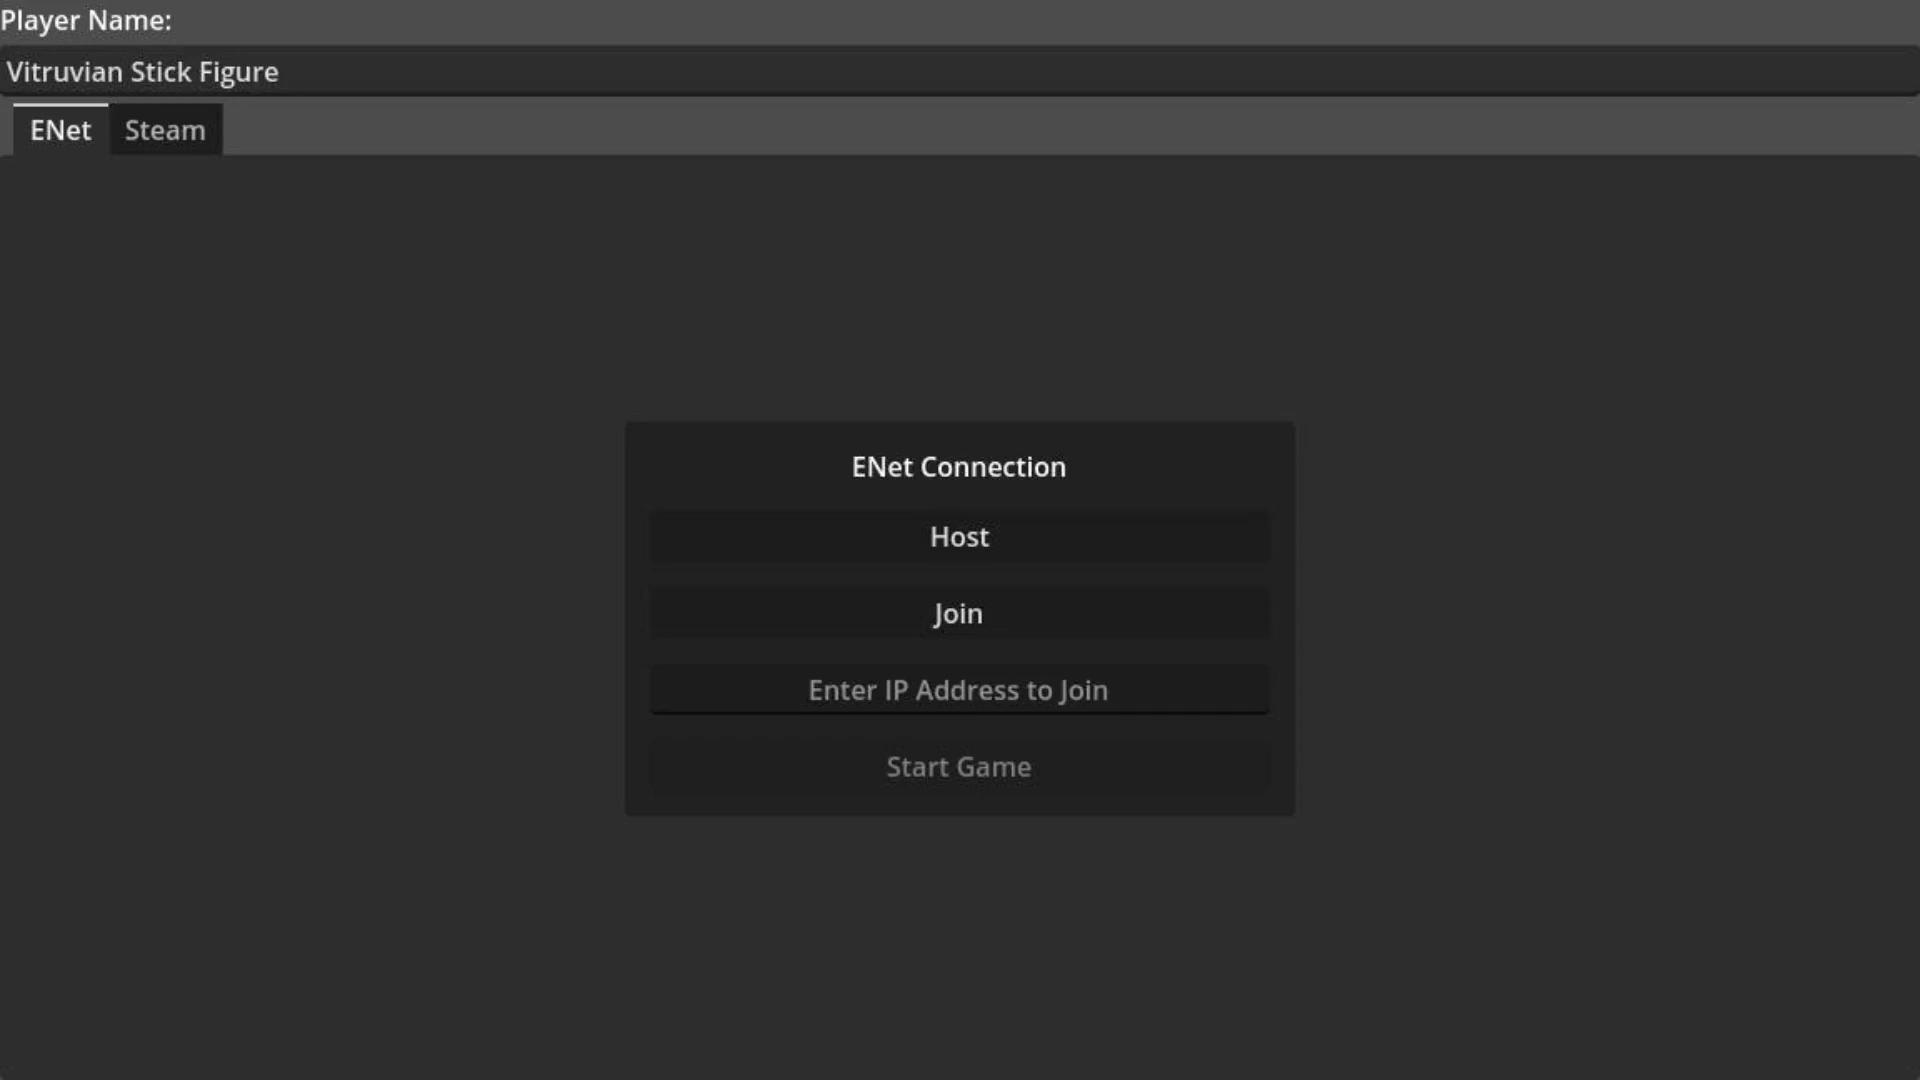 Player Name:
Vitruvian Stick Figure
ENet Steam
ENet Connection
Host
Join
Enter IP Address to Join
Start Game